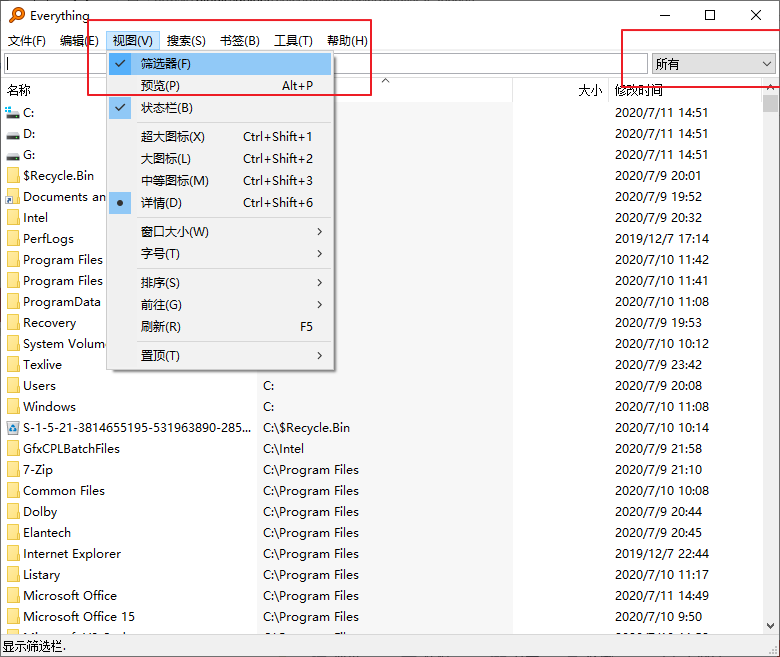 Everything
文件(F) 编辑(E) 视图(V) 搜索(S) 书签(B) 工具(T) 帮助(H)
所有
筛选器(F)
预览(P) Alt+P
状态栏(B)
超大图标(X) Ctrl+Shift+1
大图标(L) Ctrl+Shift+2
中等图标(M) Ctrl+Shift+3
详情(D) Ctrl+Shift+6
窗口大小(W)
字号(T)
排序(S)
前往(G)
刷新(R) F5
置顶(T)
名称 大小 修改时间
C: 2020/7/11 14:51
D: 2020/7/11 14:51
G: 2020/7/11 14:51
$Recycle.Bin 2020/7/9 20:01
Documents an 2020/7/9 19:52
Intel 2020/7/9 20:32
PerfLogs 2019/12/7 17:14
Program Files 2020/7/10 11:42
Program Files 2020/7/10 11:41
ProgramData 2020/7/10 11:08
Recovery 2020/7/9 19:53
System Volum 2020/7/10 10:12
Texlive 2020/7/9 23:42
Users C: 2020/7/9 20:08
Windows C: 2020/7/10 11:08
S-1-5-21-3814655195-531963890-285... C:\$Recycle.Bin 2020/7/10 10:14
GfxCPLBatchFiles C:\Intel 2020/7/9 21:58
7-Zip C:\Program Files 2020/7/9 21:10
Common Files C:\Program Files 2020/7/10 10:08
Dolby C:\Program Files 2020/7/9 20:44
Elantech C:\Program Files 2020/7/9 20:45
Internet Explorer C:\Program Files 2019/12/7 22:44
Listary C:\Program Files 2020/7/10 11:17
Microsoft Office C:\Program Files 2020/7/11 14:49
Microsoft Office 15 C:\Program Files 2020/7/10 9:50
显示筛选栏.